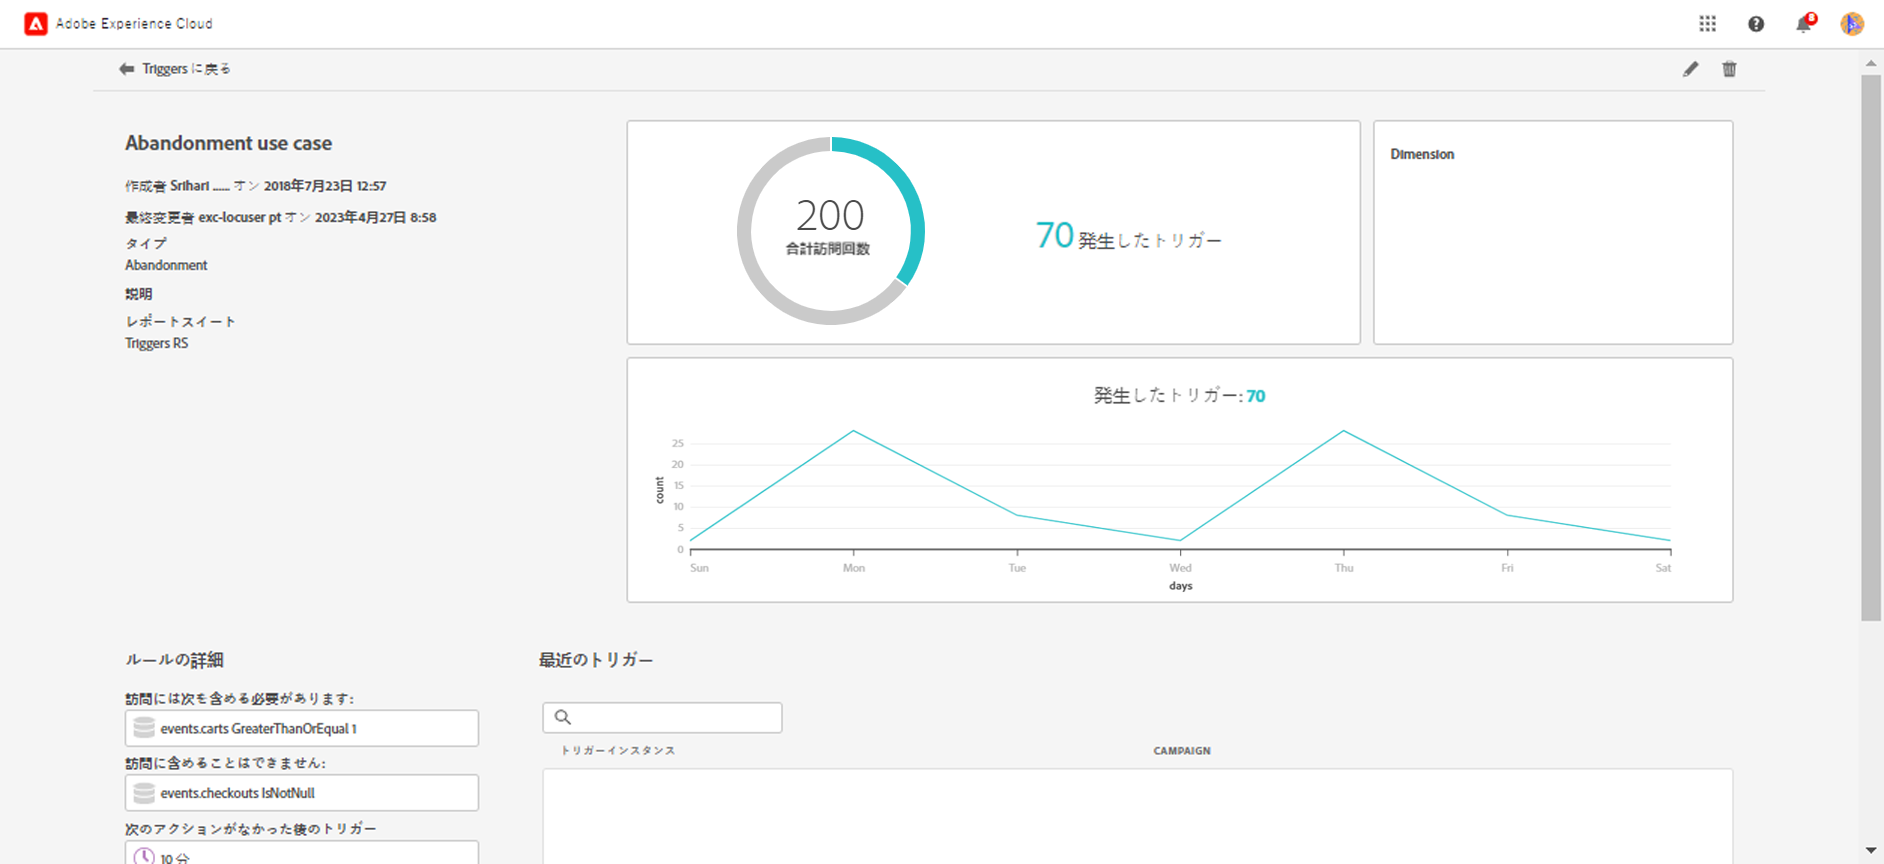 Adobe Experience Cloud
8
Triggers に戻る
Abandonment use case
作成者 Srihari ...... オン 2018年7月23日 12:57
最終変更者 exc-locuser pt オン 2023年4月27日 8:58
タイプ
Abandonment
説明
レポートスイート
Triggers RS
200
合計訪問回数
70 発生したトリガー
Dimension
発生したトリガー: 70
25
20
15
10
5
0
count
Sun Mon Tue Wed Thu Fri Sat
days
ルールの詳細
訪問には次を含める必要があります:
events.carts GreaterThanOrEqual 1
訪問に含めることはできません:
events.checkouts IsNotNull
次のアクションがなかった後のトリガー
10 分
最近のトリガー
トリガーインスタンス CAMPAIGN